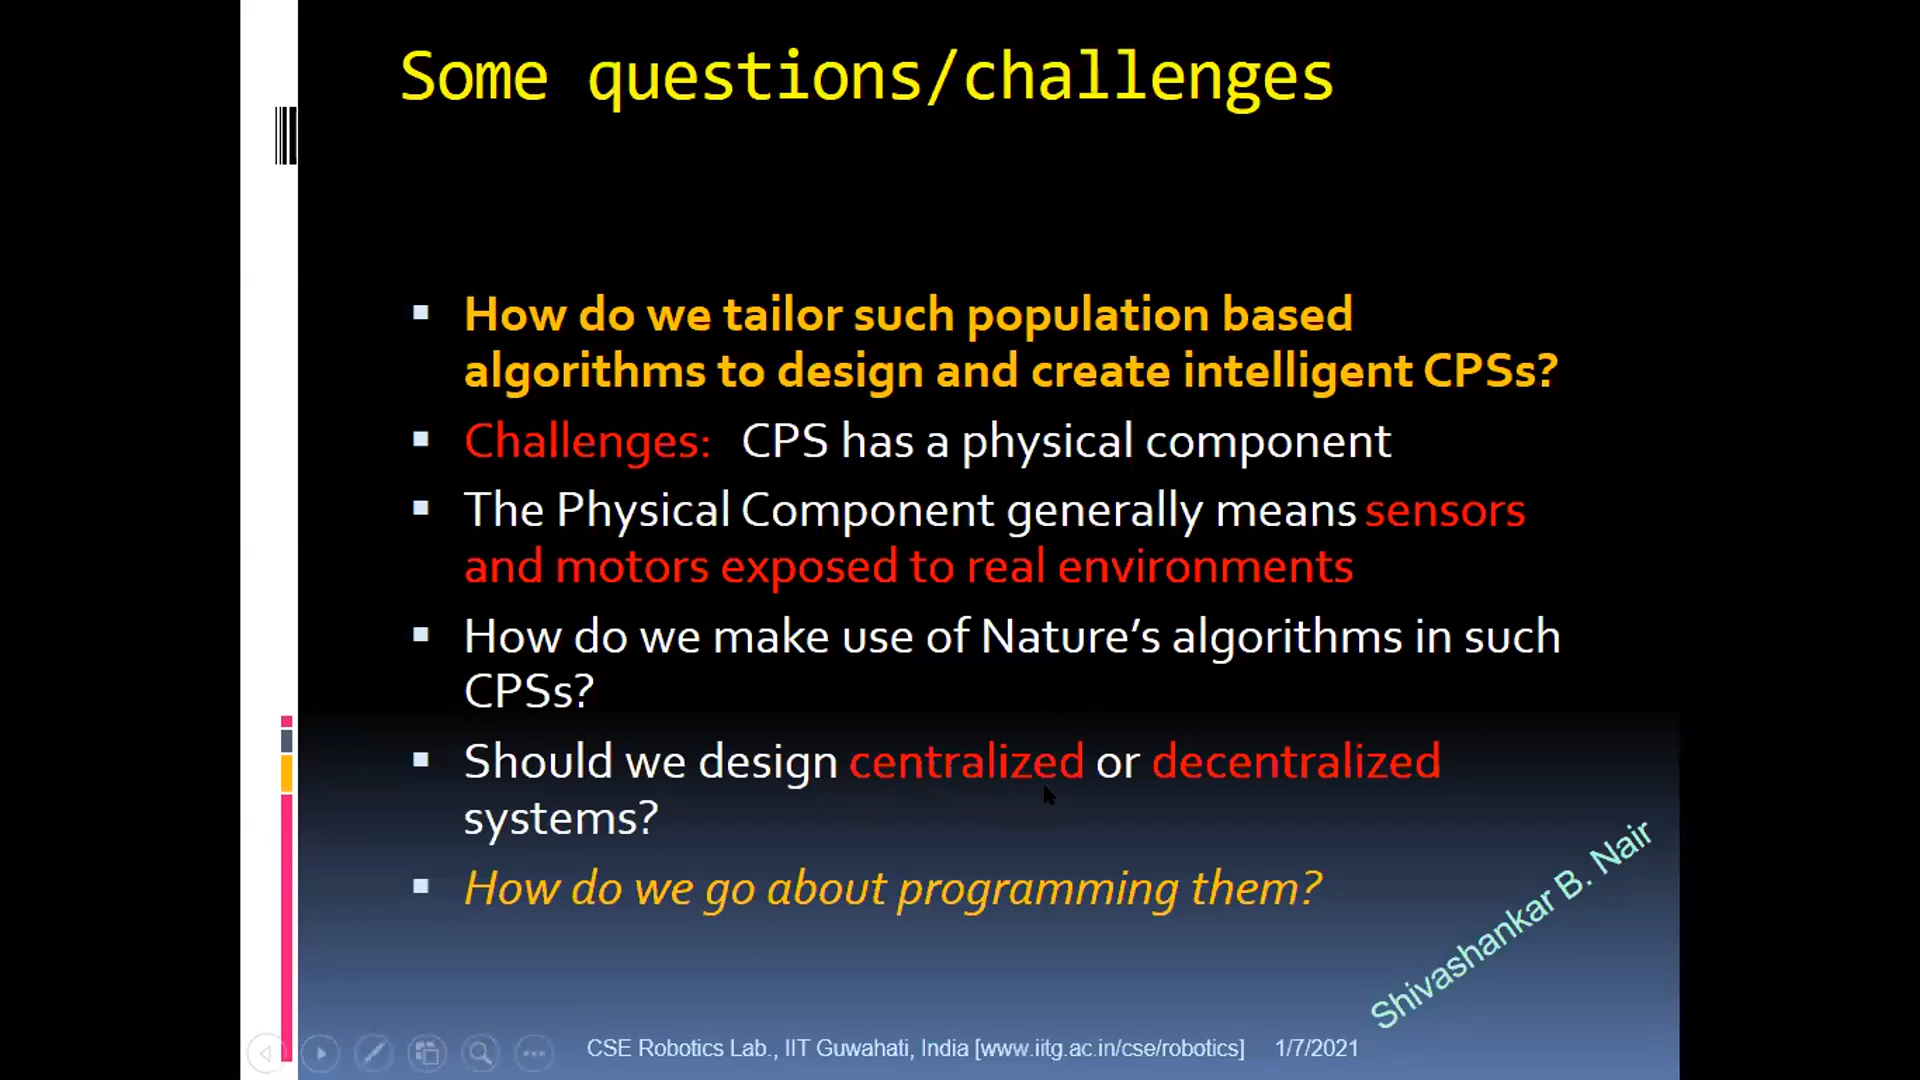 Some questions/challenges
How do we tailor such population based
algorithms to design and create intelligent CPSs?
Challenges: CPS has a physical component
The Physical Component generally means sensors
and motors exposed to real environments
How do we make use of Nature’s algorithms in such
CPSs?
Should we design centralized or decentralized
systems?
How do we go about programming them?
Shivashankar B. Nair
CSE Robotics Lab., IIT Guwahati, India [www.iitg.ac.in/cse/robotics] 1/7/2021